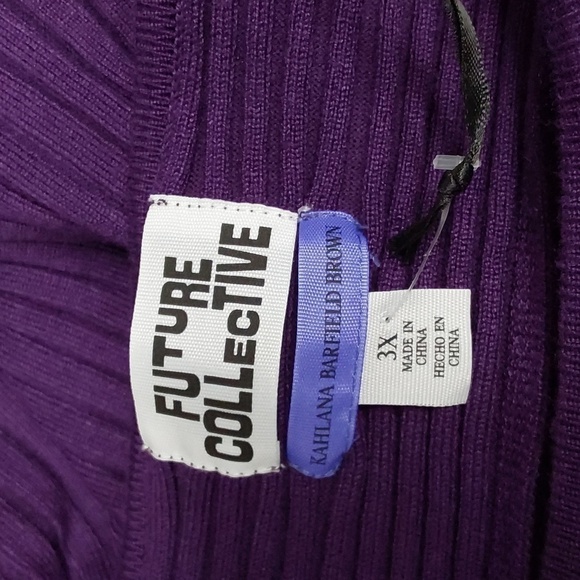 FUTURE
COLLeCTIVE
KAHLANA BARFIELD BROWN
3X
MADE IN
CHINA
HECHO EN
CHINA